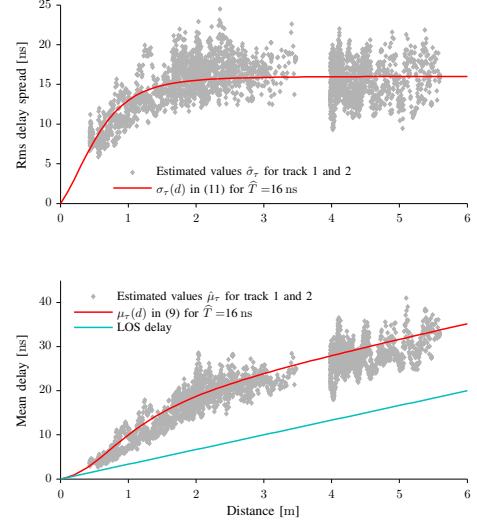 25
20
15
10
5
0
Rms delay spread [ns]
Estimated values σ̂τ for track 1 and 2
στ(d) in (11) for T̂ =16 ns
0 1 2 3 4 5 6
40
30
20
10
0
Mean delay [ns]
Estimated values μ̂τ for track 1 and 2
μτ(d) in (9) for T̂ =16 ns
LOS delay
0 1 2 3 4 5 6
Distance [m]